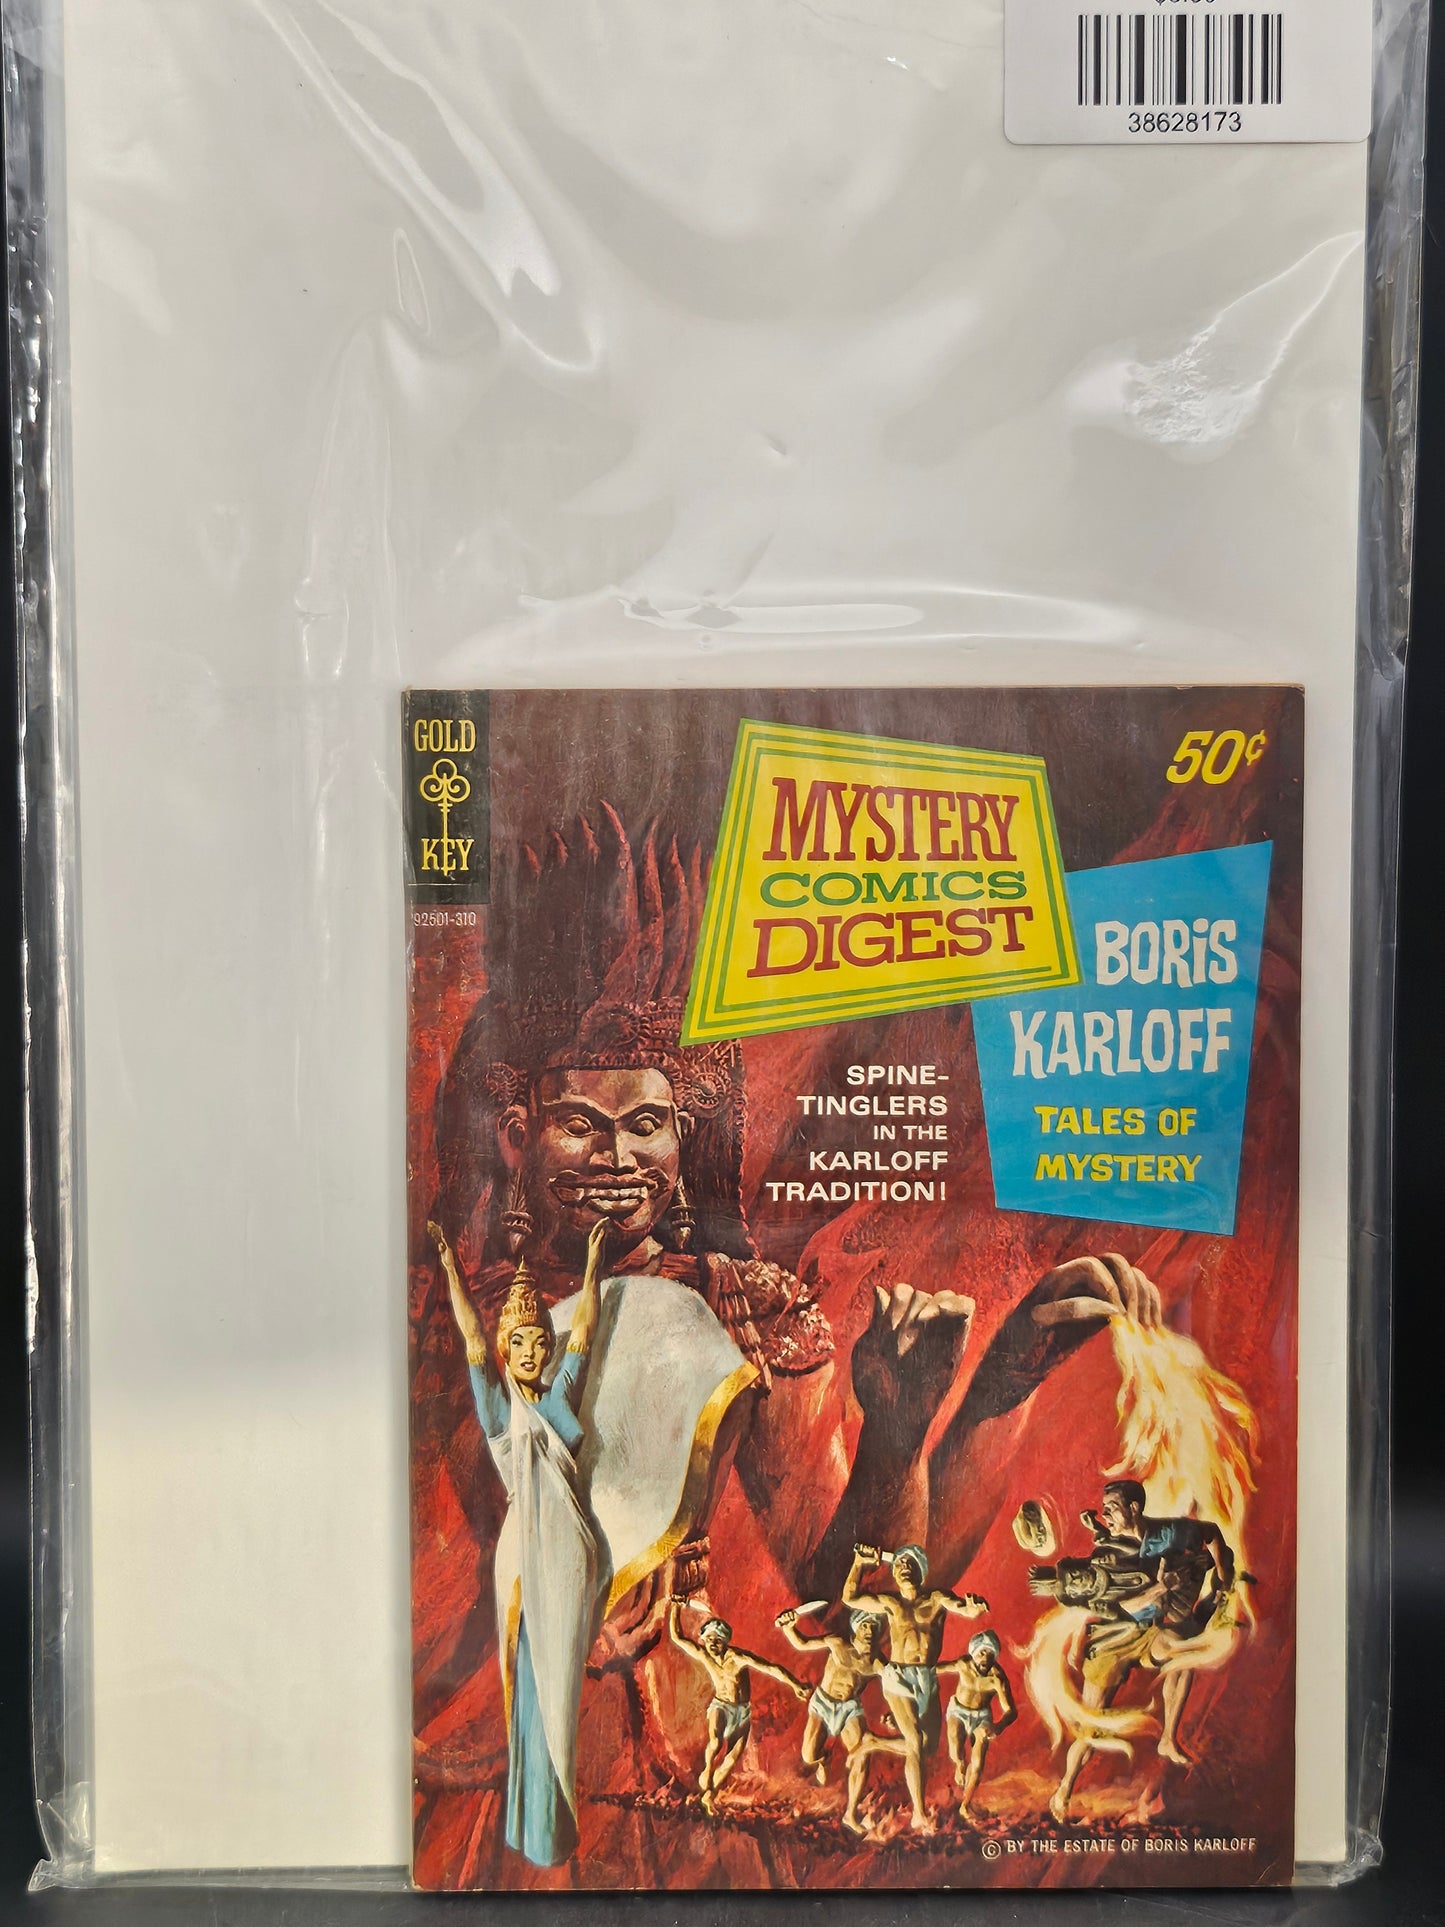 38628173
GOLD
KEY
92501-310
MYSTERY
COMICS
DIGEST
50¢
BORiS
KARLOFF
TALES OF
MYSTERY
SPINE-
TINGLERS
IN THE
KARLOFF
TRADITION!
© BY THE ESTATE OF BORIS KARLOFF